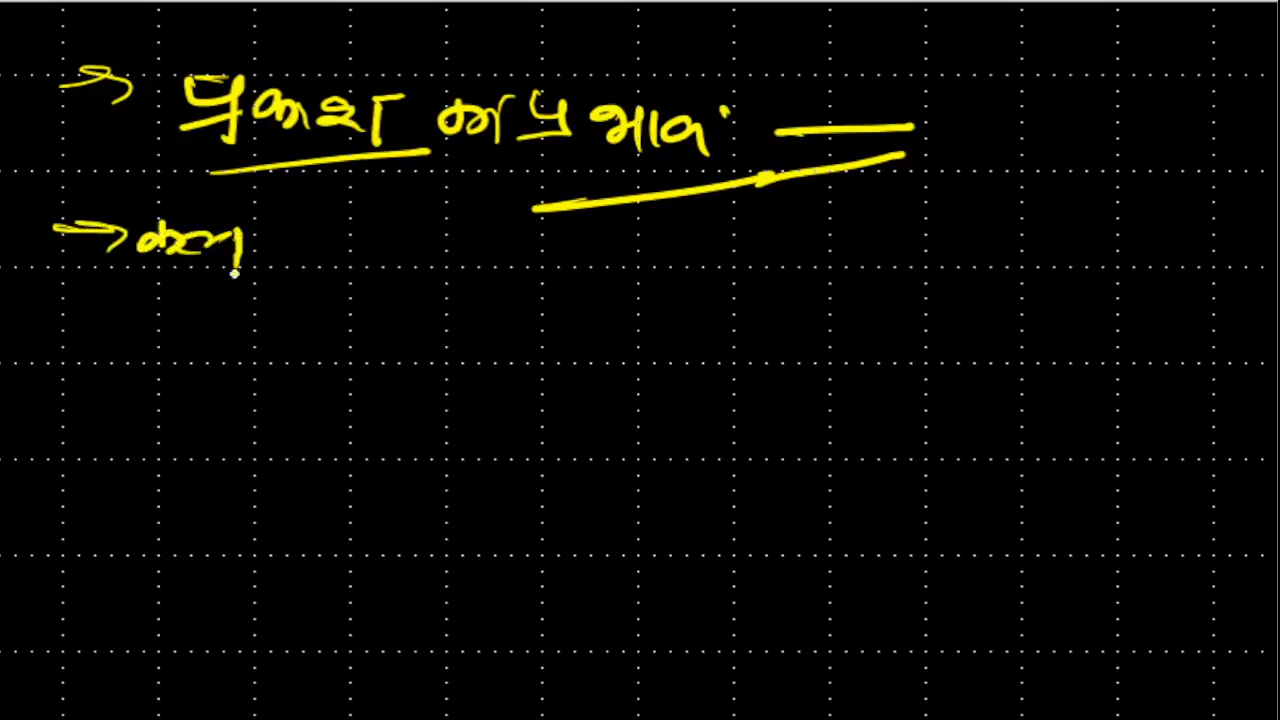 → प्रकाश का प्रभाव —
→